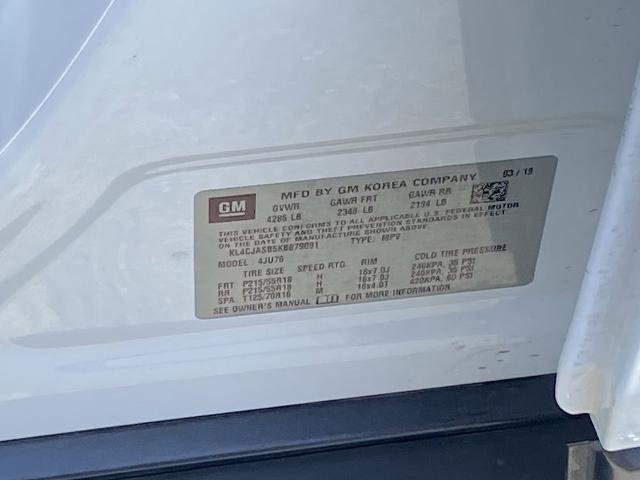 GM
MFD BY GM KOREA COMPANY 03/19
GVWR GAWR FRT GAWR RR
4286 LB 2348 LB 2194 LB
THIS VEHICLE CONFORMS TO ALL APPLICABLE U.S. FEDERAL MOTOR
VEHICLE SAFETY AND THEFT PREVENTION STANDARDS IN EFFECT
ON THE DATE OF MANUFACTURE SHOWN ABOVE.
KL4CJASB5KB879091 TYPE: MPV
MODEL: 4JU76
TIRE SIZE SPEED RTG RIM COLD TIRE PRESSURE
FRT P215/55R18 H 18x7.0J 240KPA, 35 PSI
RR P215/55R18 H 18x7.0J 240KPA, 35 PSI
SPA T125/70R16 M 16x4.0T 420KPA, 60 PSI
SEE OWNER'S MANUAL FOR MORE INFORMATION